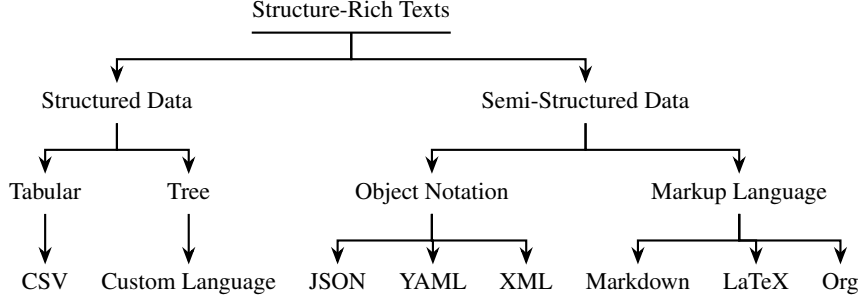 Structure-Rich Texts
Structured Data Semi-Structured Data
Tabular Tree Object Notation Markup Language
CSV Custom Language JSON YAML XML Markdown LaTeX Org